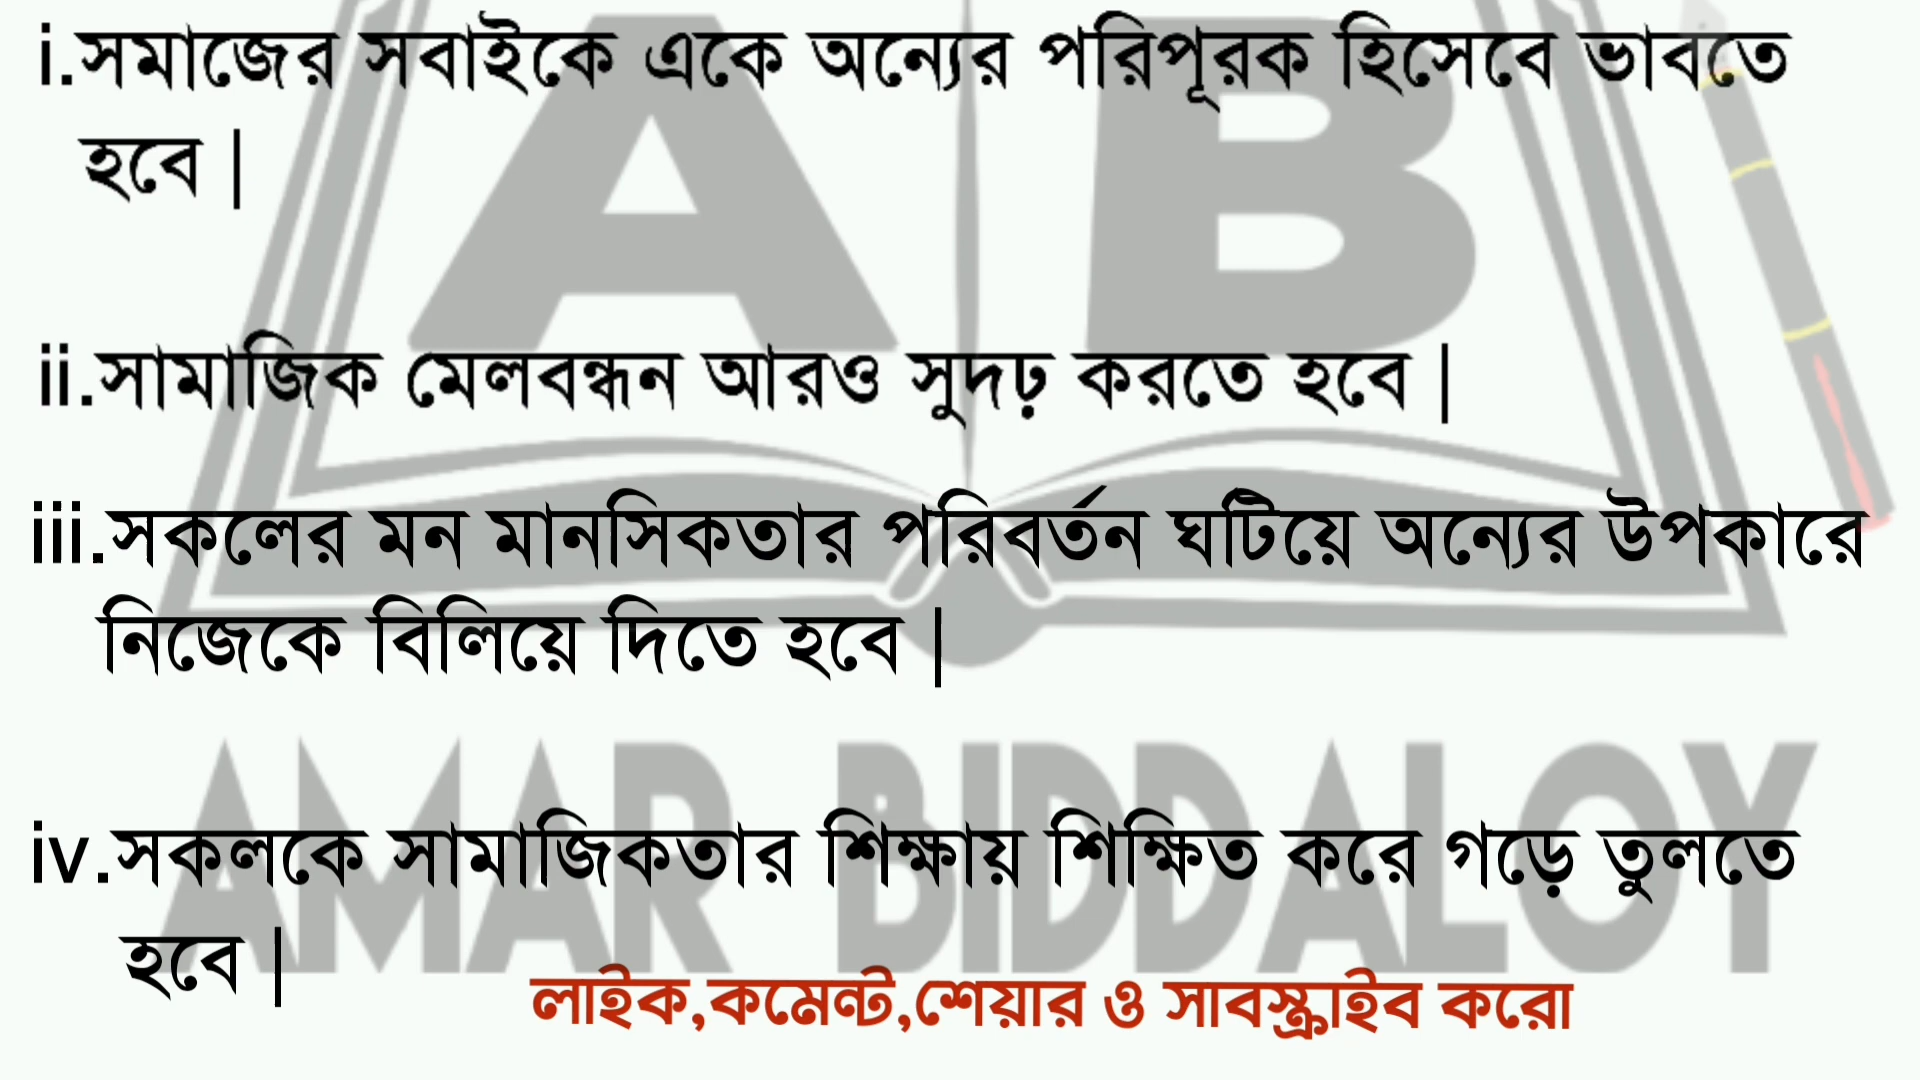 i.সমাজের সবাইকে একে অন্যের পরিপূরক হিসেবে ভাবতে
হবে |
ii.সামাজিক মেলবন্ধন আরও সুদঢ় করতে হবে |
iii.সকলের মন মানসিকতার পরিবর্তন ঘটিয়ে অন্যের উপকারে
নিজেকে বিলিয়ে দিতে হবে |
iv.সকলকে সামাজিকতার শিক্ষায় শিক্ষিত করে গড়ে তুলতে
হবে |
লাইক,কমেন্ট,শেয়ার ও সাবস্ক্রাইব করো
A B
AMAR BIDDALOY